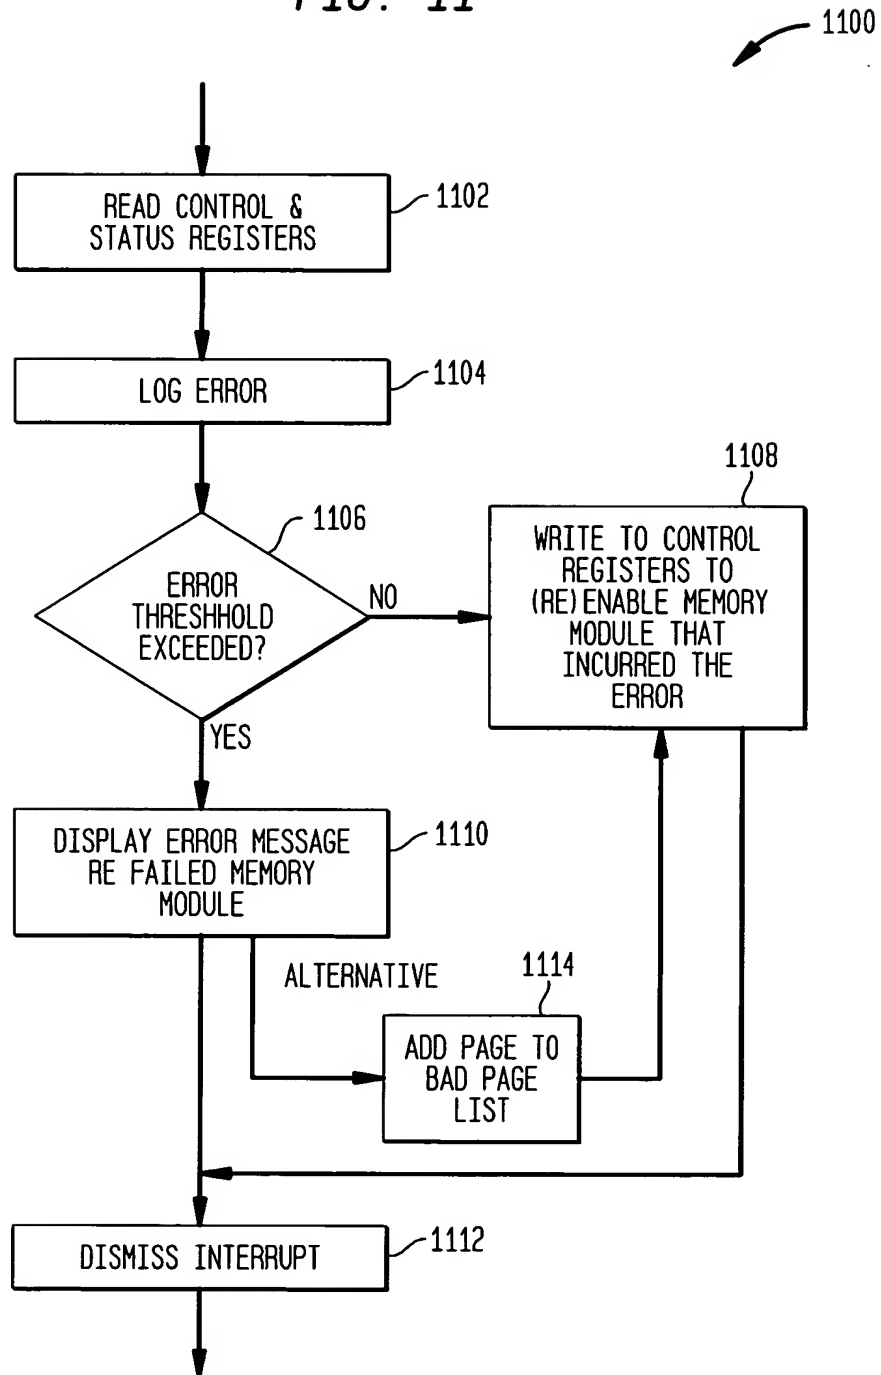 FIG. 11
1100
READ CONTROL &
STATUS REGISTERS
1102
LOG ERROR
1104
ERROR
THRESHHOLD
EXCEEDED?
1106
NO
YES
1108
WRITE TO CONTROL
REGISTERS TO
(RE)ENABLE MEMORY
MODULE THAT
INCURRED THE
ERROR
DISPLAY ERROR MESSAGE
RE FAILED MEMORY
MODULE
1110
ALTERNATIVE
1114
ADD PAGE TO
BAD PAGE
LIST
DISMISS INTERRUPT
1112